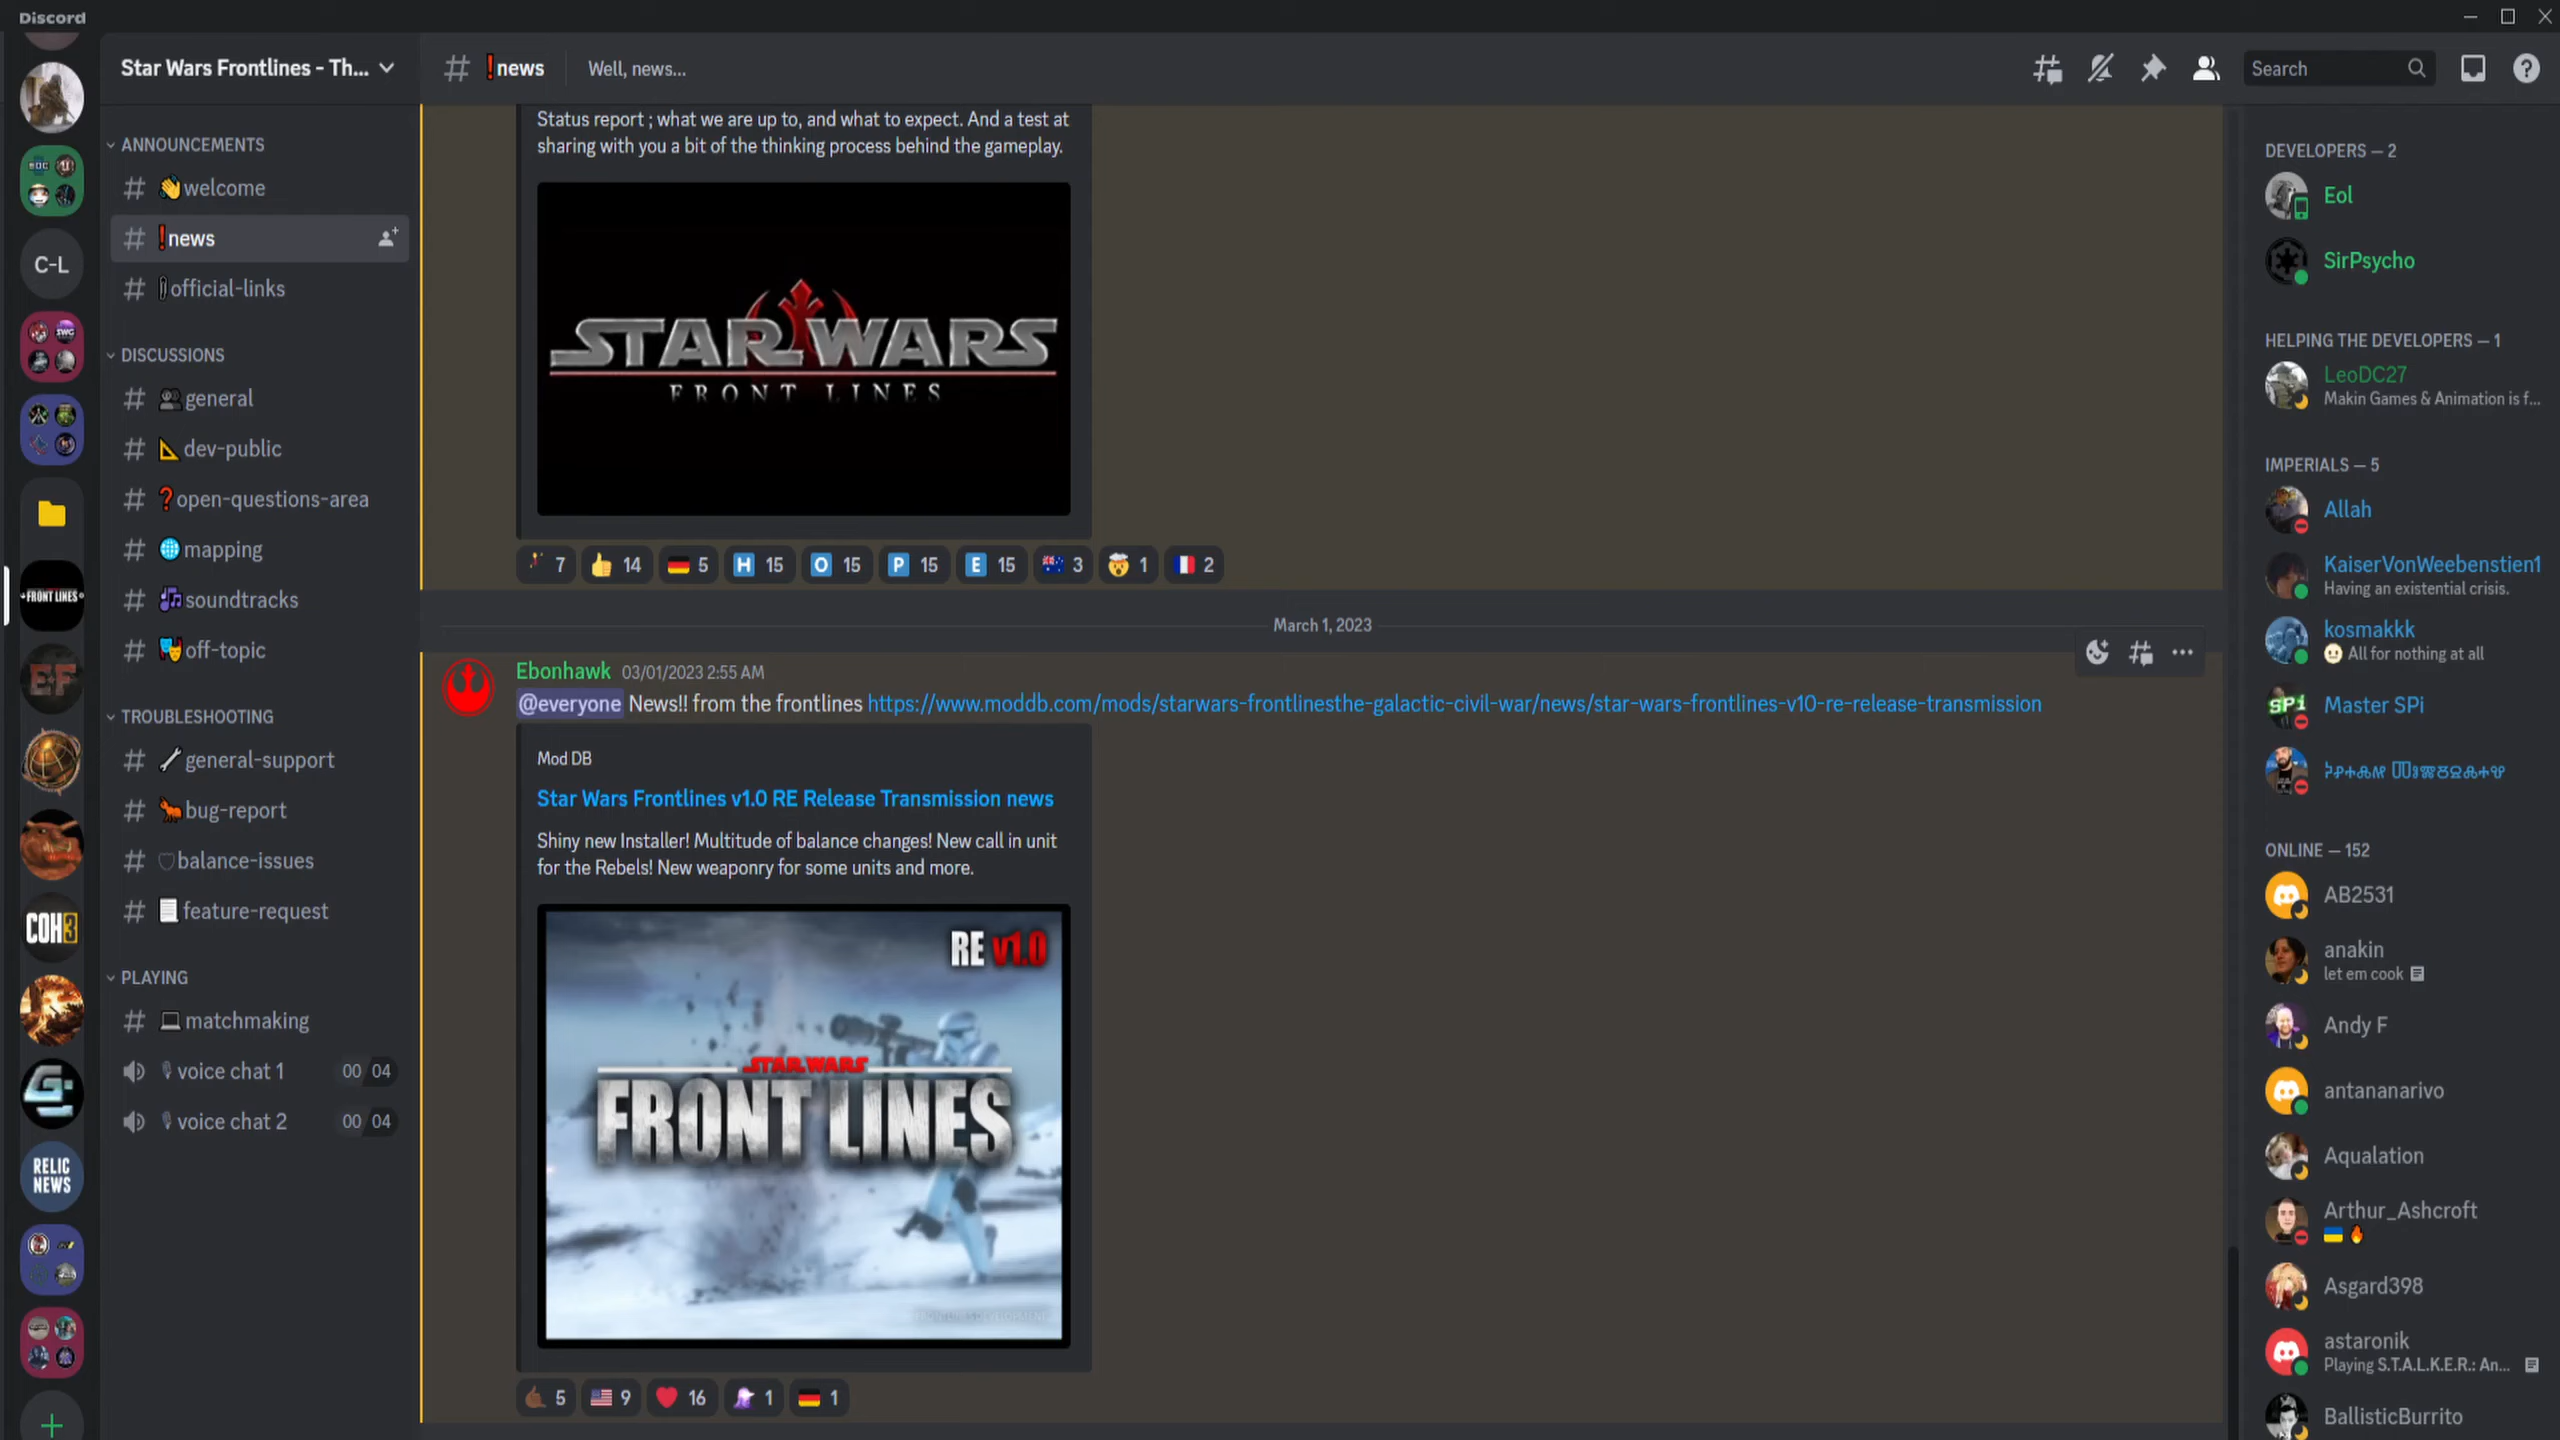 Discord
Star Wars Frontlines - Th...
ANNOUNCEMENTS
welcome
news
official-links
DISCUSSIONS
general
dev-public
open-questions-area
mapping
soundtracks
off-topic
TROUBLESHOOTING
general-support
bug-report
balance-issues
feature-request
PLAYING
matchmaking
voice chat 1 00 04
voice chat 2 00 04
C-L
SWG
FRONT LINES
EF
COH3
RELIC
NEWS
# ❗news Well, news...
Search
Status report ; what we are up to, and what to expect. And a test at
sharing with you a bit of the thinking process behind the gameplay.
STAR WARS
FRONT LINES
7 14 5 H 15 O 15 P 15 E 15 3 1 2
March 1, 2023
Ebonhawk 03/01/2023 2:55 AM
@everyone News!! from the frontlines https://www.moddb.com/mods/starwars-frontlinesthe-galactic-civil-war/news/star-wars-frontlines-v10-re-release-transmission
Mod DB
Star Wars Frontlines v1.0 RE Release Transmission news
Shiny new Installer! Multitude of balance changes! New call in unit
for the Rebels! New weaponry for some units and more.
RE v1.0
STAR WARS
FRONT LINES
5 9 16 1 1
DEVELOPERS — 2
Eol
SirPsycho
HELPING THE DEVELOPERS — 1
LeoDC27
Makin Games & Animation is f...
IMPERIALS — 5
Allah
KaiserVonWeebenstien1
Having an existential crisis.
kosmakkk
All for nothing at all
SPi
Master SPi
ONLINE — 152
AB2531
anakin
let em cook
Andy F
antananarivo
Aqualation
Arthur_Ashcroft
Asgard398
astaronik
Playing S.T.A.L.K.E.R.: An...
BallisticBurrito